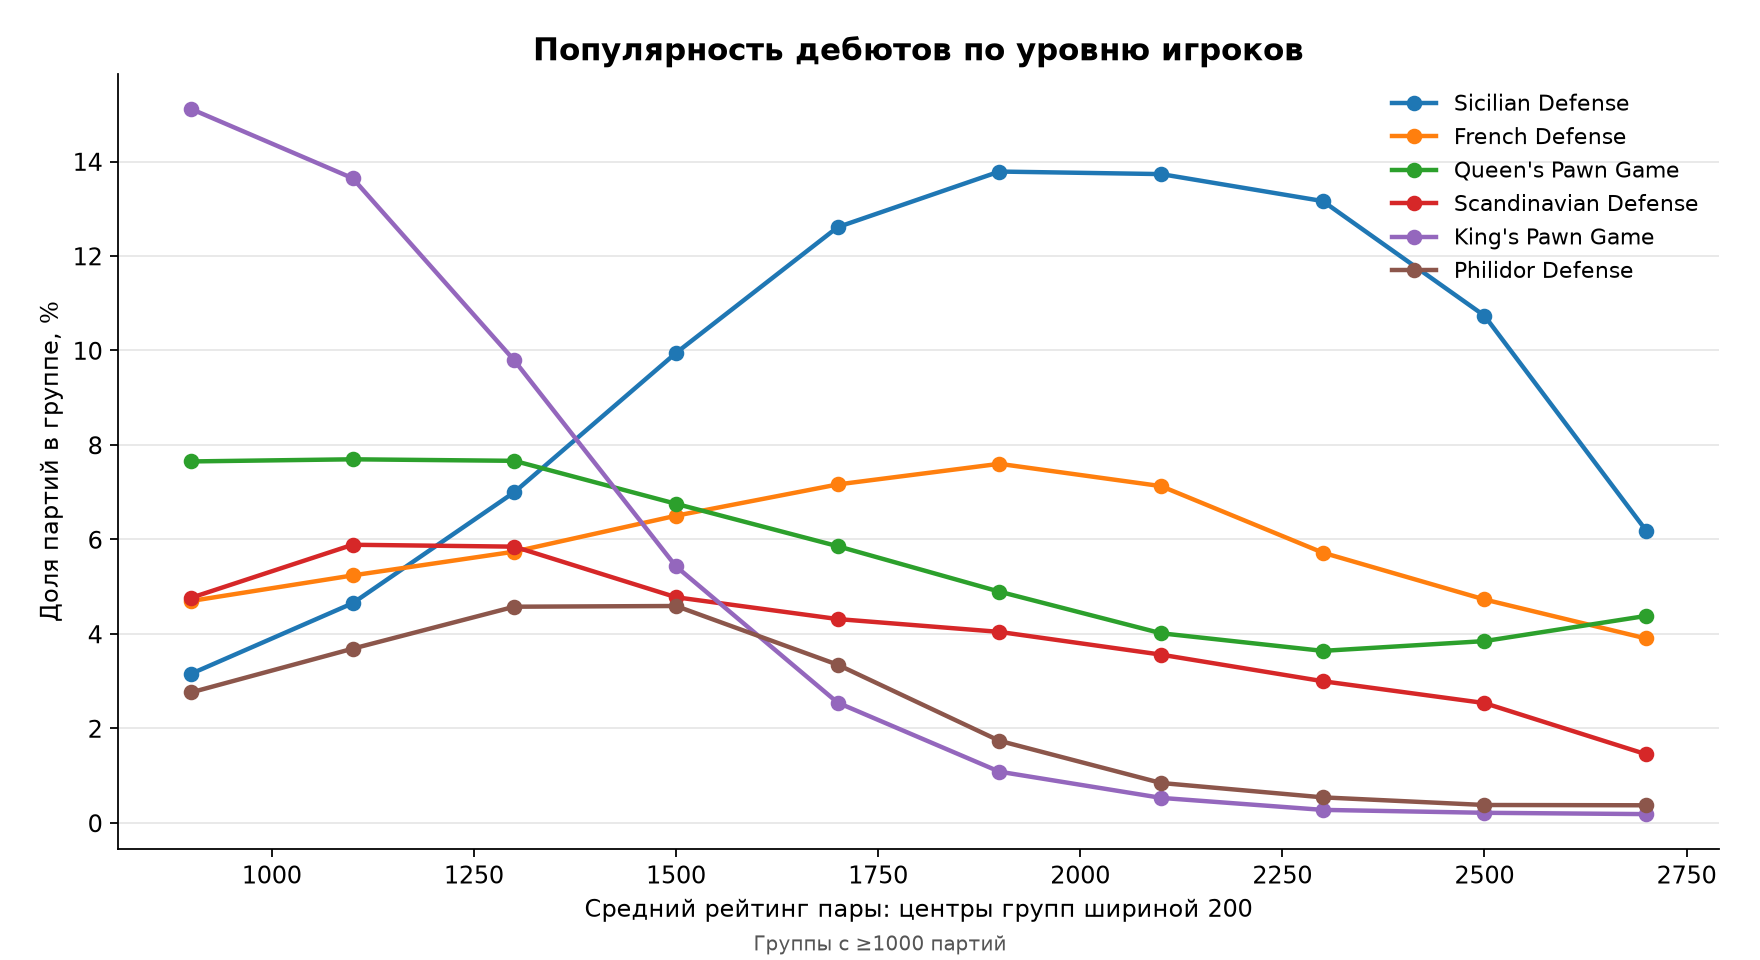 Популярность дебютов по уровню игроков
Sicilian Defense
French Defense
Queen's Pawn Game
Scandinavian Defense
King's Pawn Game
Philidor Defense
Доля партий в группе, %
14
12
10
8
6
4
2
0
1000 1250 1500 1750 2000 2250 2500 2750
Средний рейтинг пары: центры групп шириной 200
Группы с ≥1000 партий